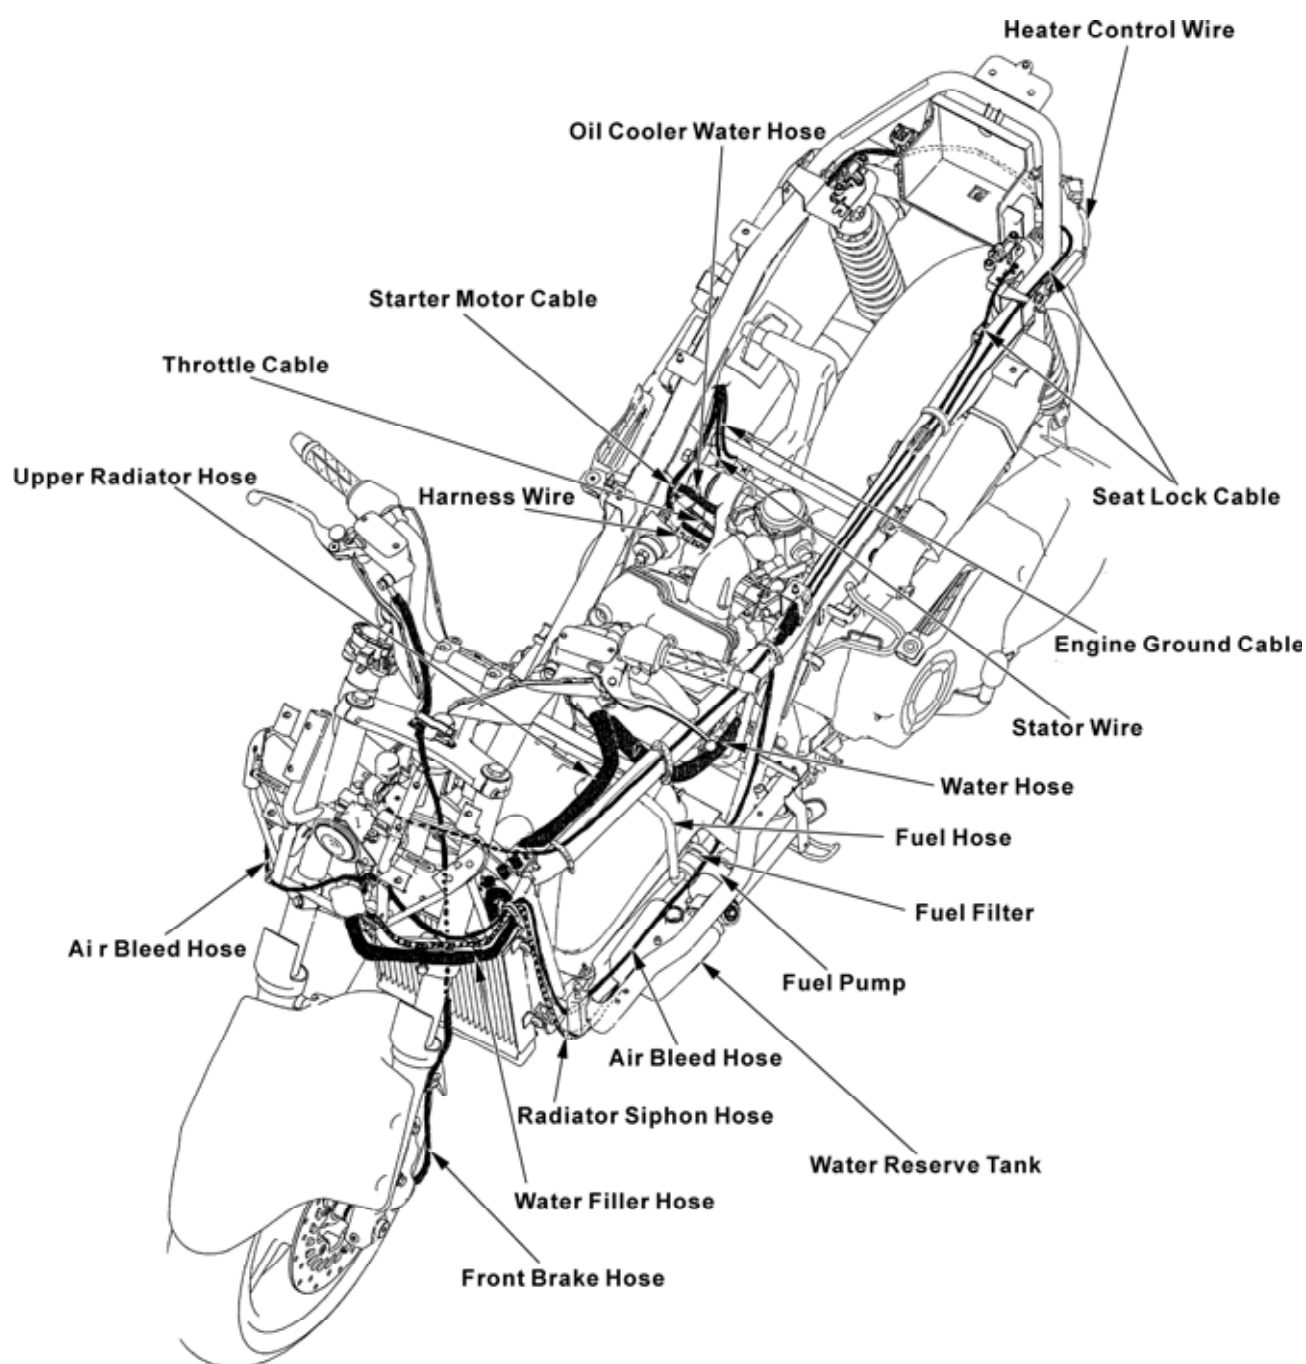 Heater Control Wire
Oil Cooler Water Hose
Starter Motor Cable
Throttle Cable
Upper Radiator Hose
Harness Wire
Seat Lock Cable
Engine Ground Cable
Stator Wire
Water Hose
Fuel Hose
Fuel Filter
Air Bleed Hose
Fuel Pump
Air Bleed Hose
Radiator Siphon Hose
Water Reserve Tank
Water Filler Hose
Front Brake Hose